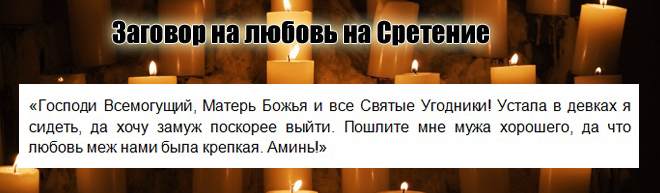 Заговор на любовь на Сретение
«Господи Всемогущий, Матерь Божья и все Святые Угодники! Устала в девках я
сидеть, да хочу замуж поскорее выйти. Пошлите мне мужа хорошего, да что
любовь меж нами была крепкая. Аминь!»